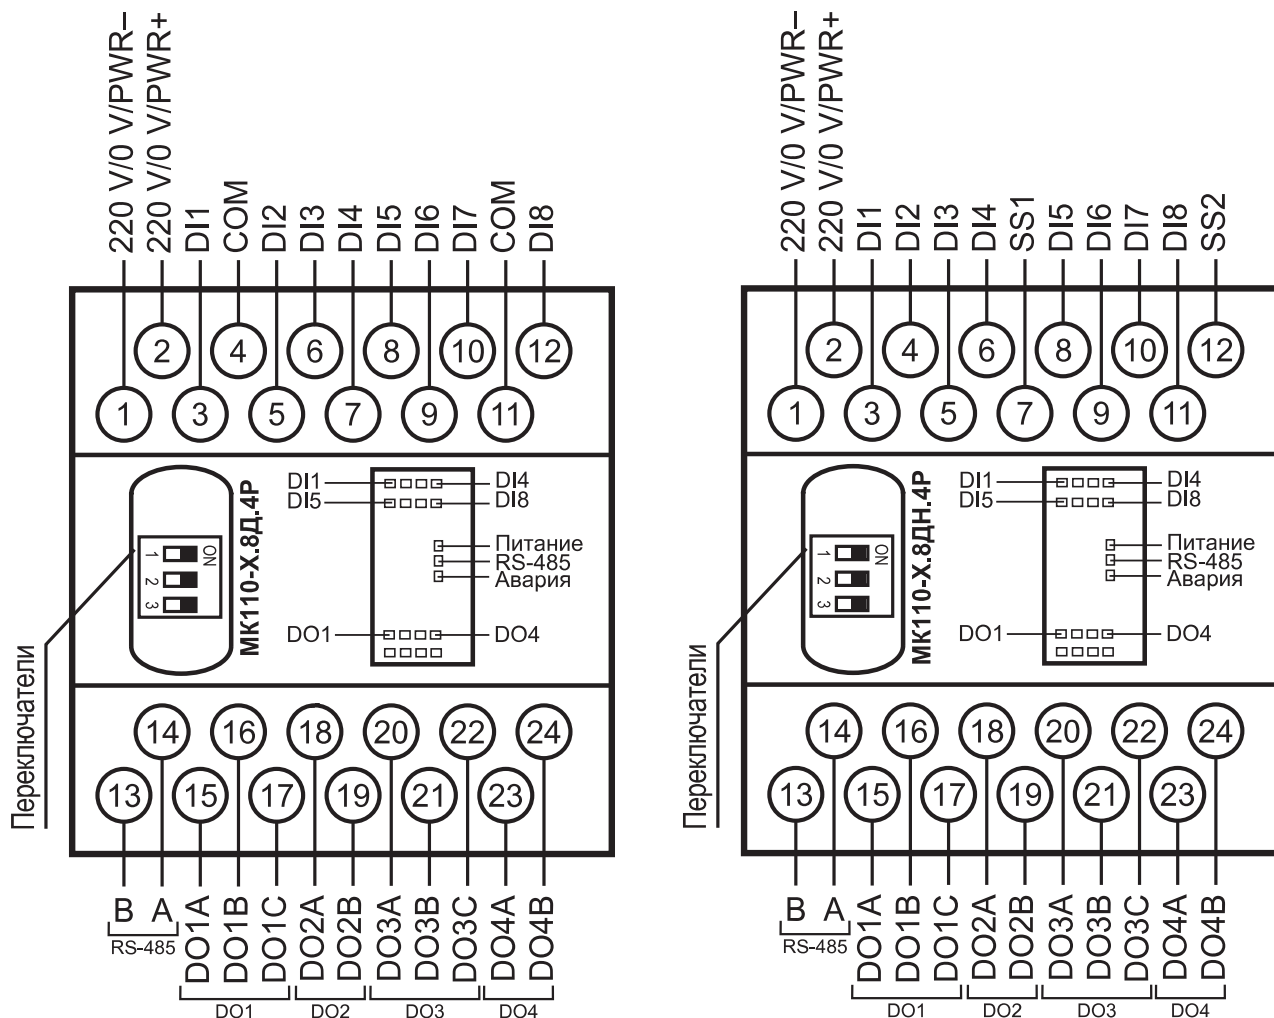 220 V/0 V/PWR–
220 V/0 V/PWR+
DI1
COM
DI2
DI3
DI4
DI5
DI6
DI7
COM
DI8
2
4
6
8
10
12
1
3
5
7
9
11
Переключатели
1
2
3
ON
МК110-Х.8Д.4Р
DI1
DI4
DI5
DI8
Питание
RS-485
Авария
DO1
DO4
14
16
18
20
22
24
13
15
17
19
21
23
B
A
DO1A
DO1B
DO1C
DO2A
DO2B
DO3A
DO3B
DO3C
DO4A
DO4B
RS-485
DO1
DO2
DO3
DO4
220 V/0 V/PWR–
220 V/0 V/PWR+
DI1
DI2
DI3
DI4
SS1
DI5
DI6
DI7
DI8
SS2
2
4
6
8
10
12
1
3
5
7
9
11
Переключатели
1
2
3
ON
МК110-Х.8ДН.4Р
DI1
DI4
DI5
DI8
Питание
RS-485
Авария
DO1
DO4
14
16
18
20
22
24
13
15
17
19
21
23
B
A
DO1A
DO1B
DO1C
DO2A
DO2B
DO3A
DO3B
DO3C
DO4A
DO4B
RS-485
DO1
DO2
DO3
DO4